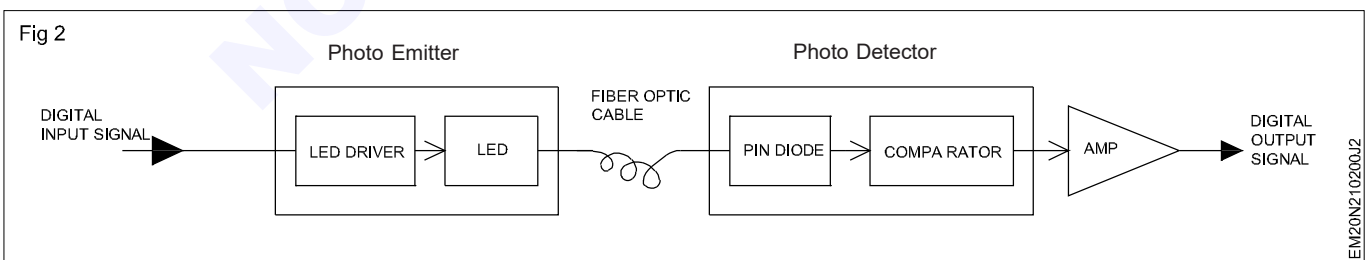 Fig 2
Photo Emitter
Photo Detector
DIGITAL
INPUT SIGNAL
LED DRIVER
LED
FIBER OPTIC
CABLE
PIN DIODE
COMPA RATOR
AMP
DIGITAL
OUTPUT
SIGNAL
EM20N210200J2